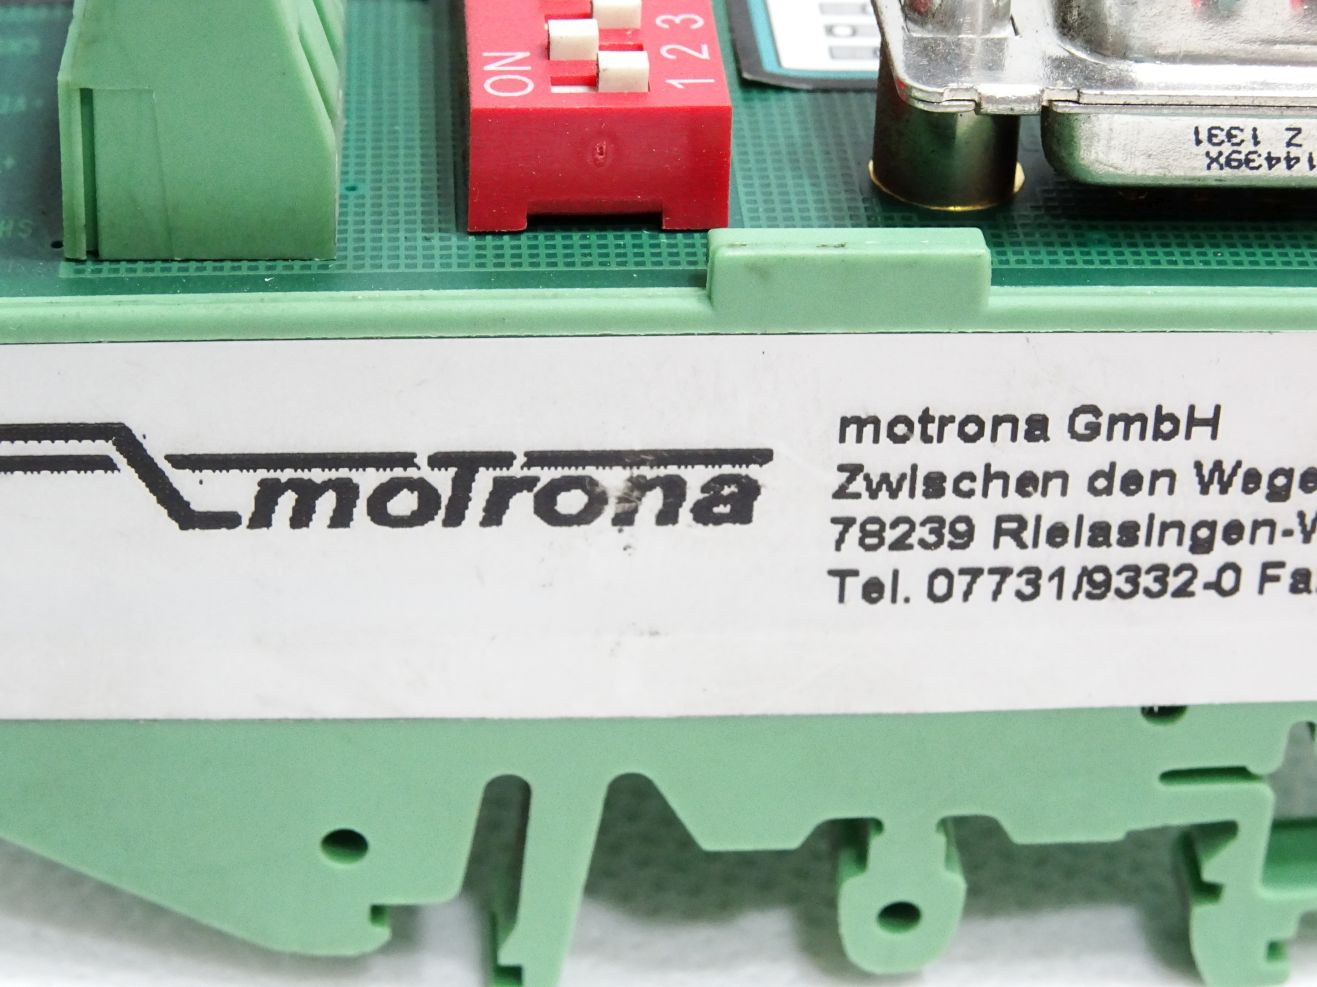 ON
1 2 3
Z 1331
14439X
moTrona
motrona GmbH
Zwischen den Wege
78239 Rielasingen-W
Tel. 07731/9332-0 Fa